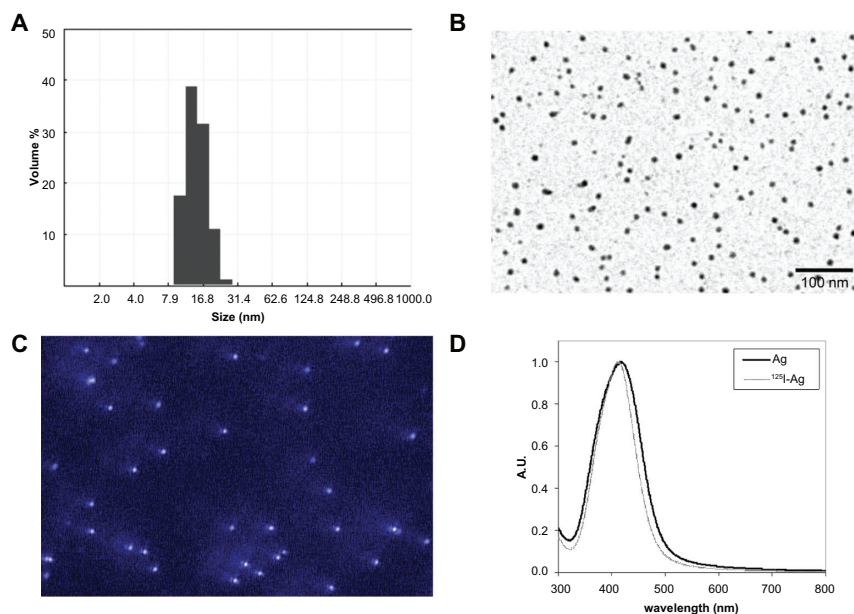 A
50
40
30
20
10
Volume %
2.0 4.0 7.9 16.8 31.4 62.6 124.8 248.8 496.8 1000.0
Size (nm)
B
100 nm
C
D
1.0
0.8
0.6
0.4
0.2
0.0
A.U.
Ag
¹²⁵I-Ag
300 400 500 600 700 800
wavelength (nm)